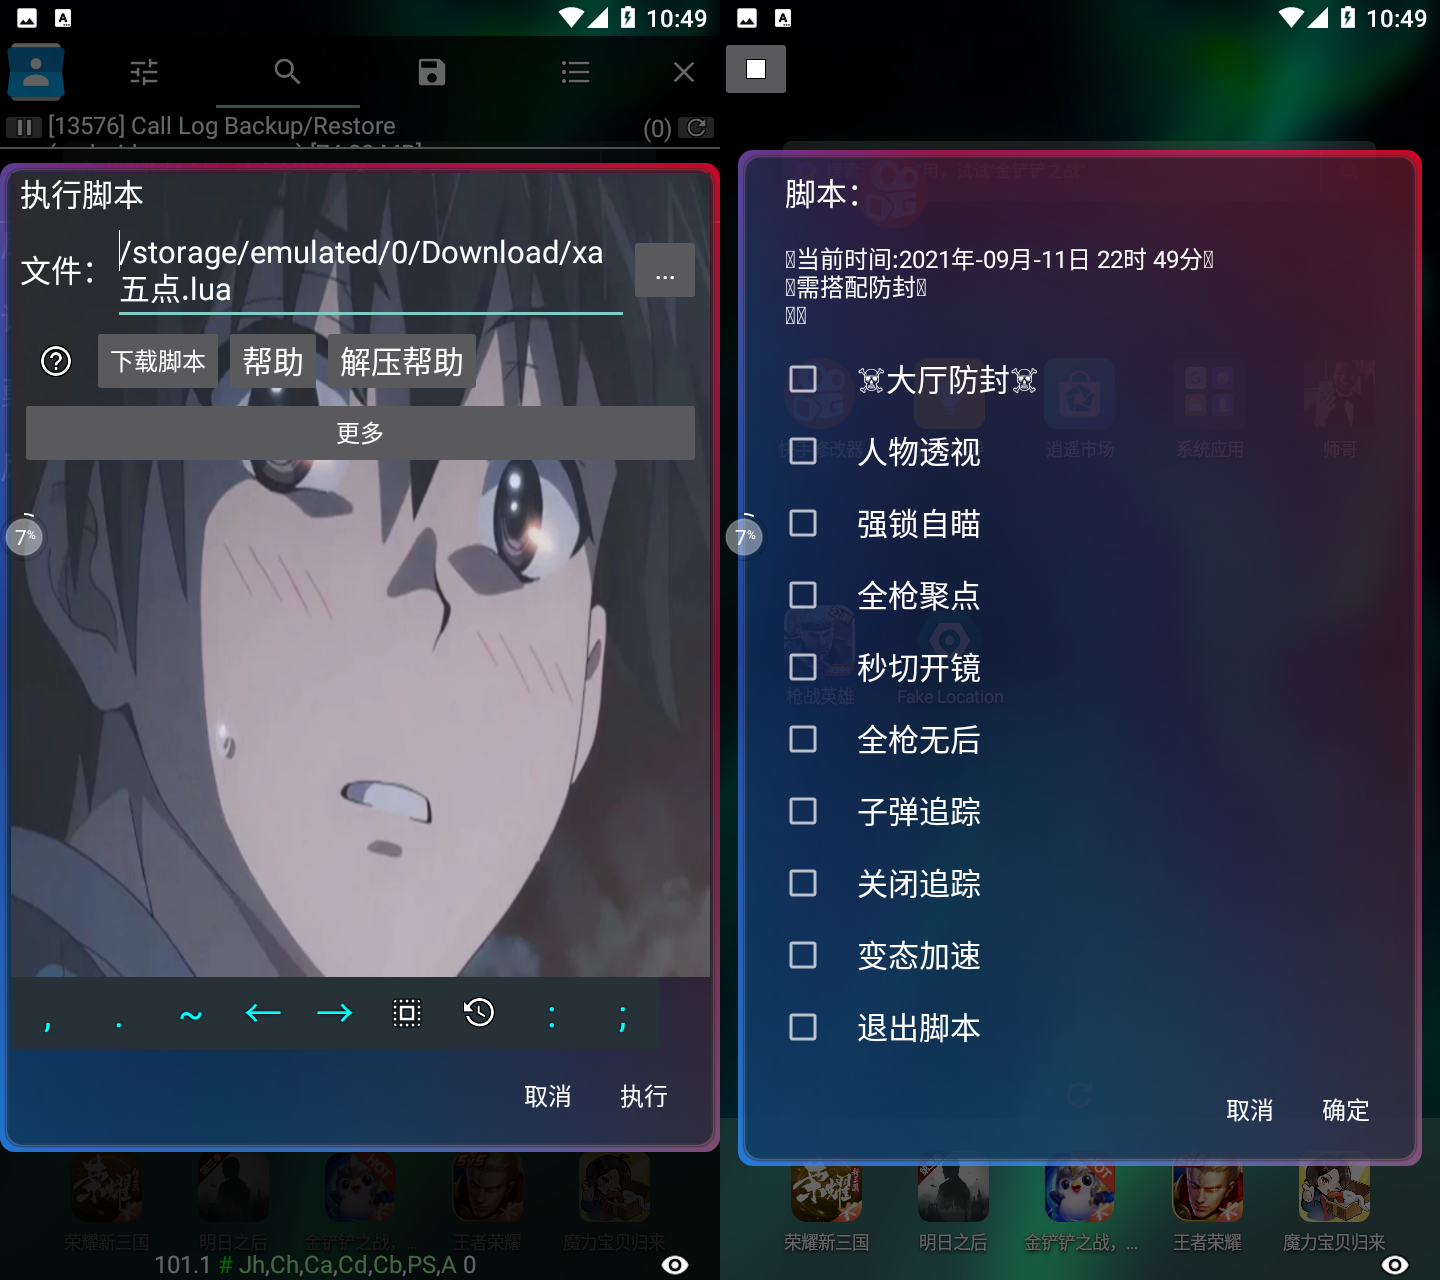 10:49
[13576] Call Log Backup/Restore
(0)
执行脚本
文件：
/storage/emulated/0/Download/xa
五点.lua
...
下载脚本
帮助
解压帮助
更多
7%
, . ~ ← → : ;
取消
执行
荣耀新三国
明日之后
金铲铲之战，
王者荣耀
魔力宝贝归来
101.1 # Jh,Ch,Ca,Cd,Cb,PS,A 0
10:49
脚本：
当前时间:2021年-09月-11日 22时 49分
需搭配防封
☠大厅防封☠
人物透视
强锁自瞄
全枪聚点
秒切开镜
全枪无后
子弹追踪
关闭追踪
变态加速
退出脚本
逍遥市场
系统应用
师哥
枪战英雄
Fake Location
7%
取消
确定
荣耀新三国
明日之后
金铲铲之战，...
王者荣耀
魔力宝贝归来